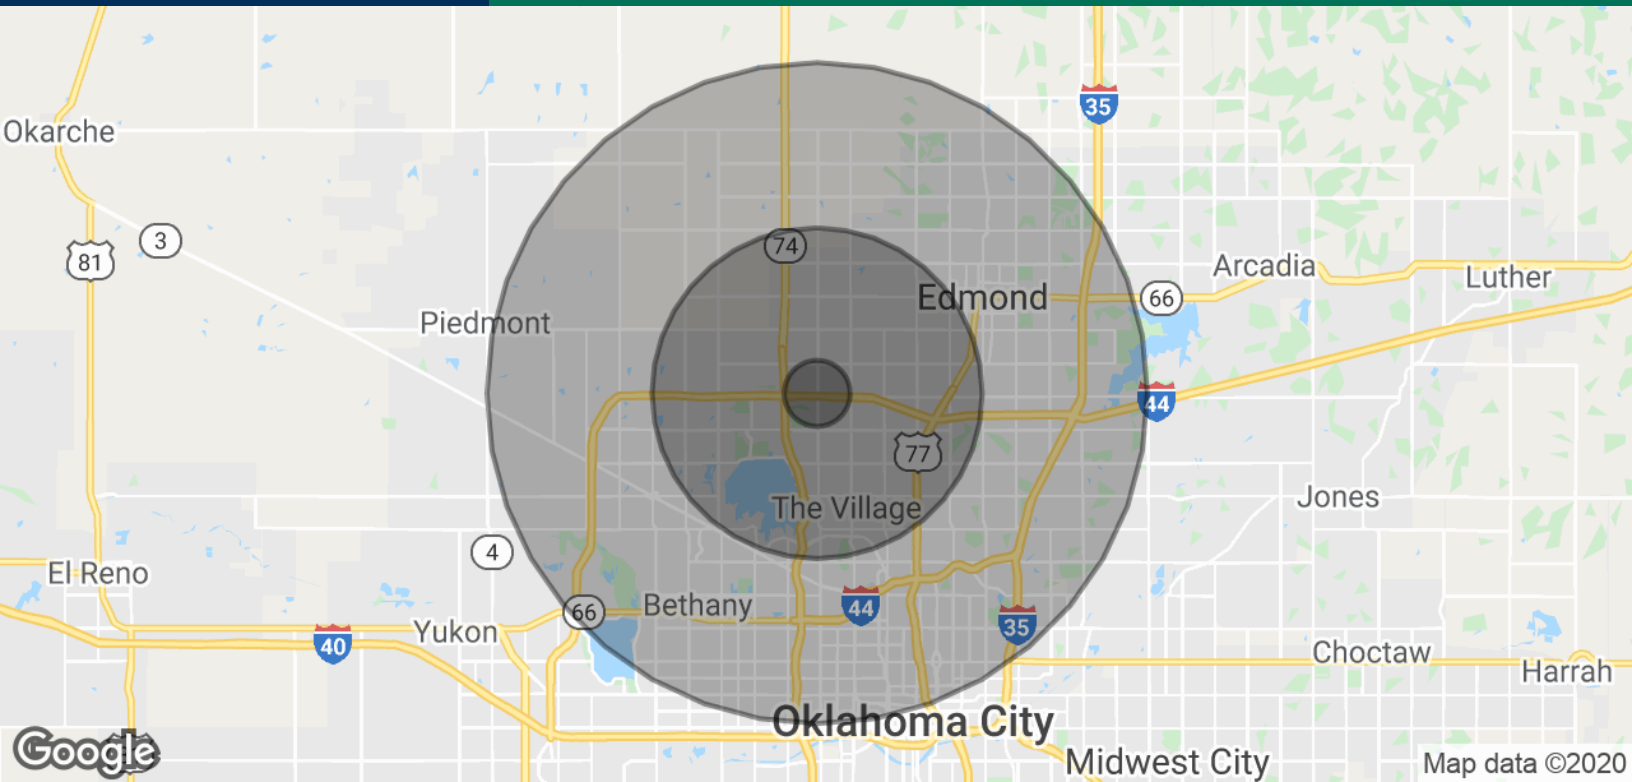 35
Okarche
3
74
81
Arcadia
Luther
Edmond
66
Piedmont
44
77
Jones
The Village
4
El Reno
66
Bethany
44
35
Yukon
40
Choctaw
Harrah
Oklahoma City
Google
Midwest City
Map data ©2020